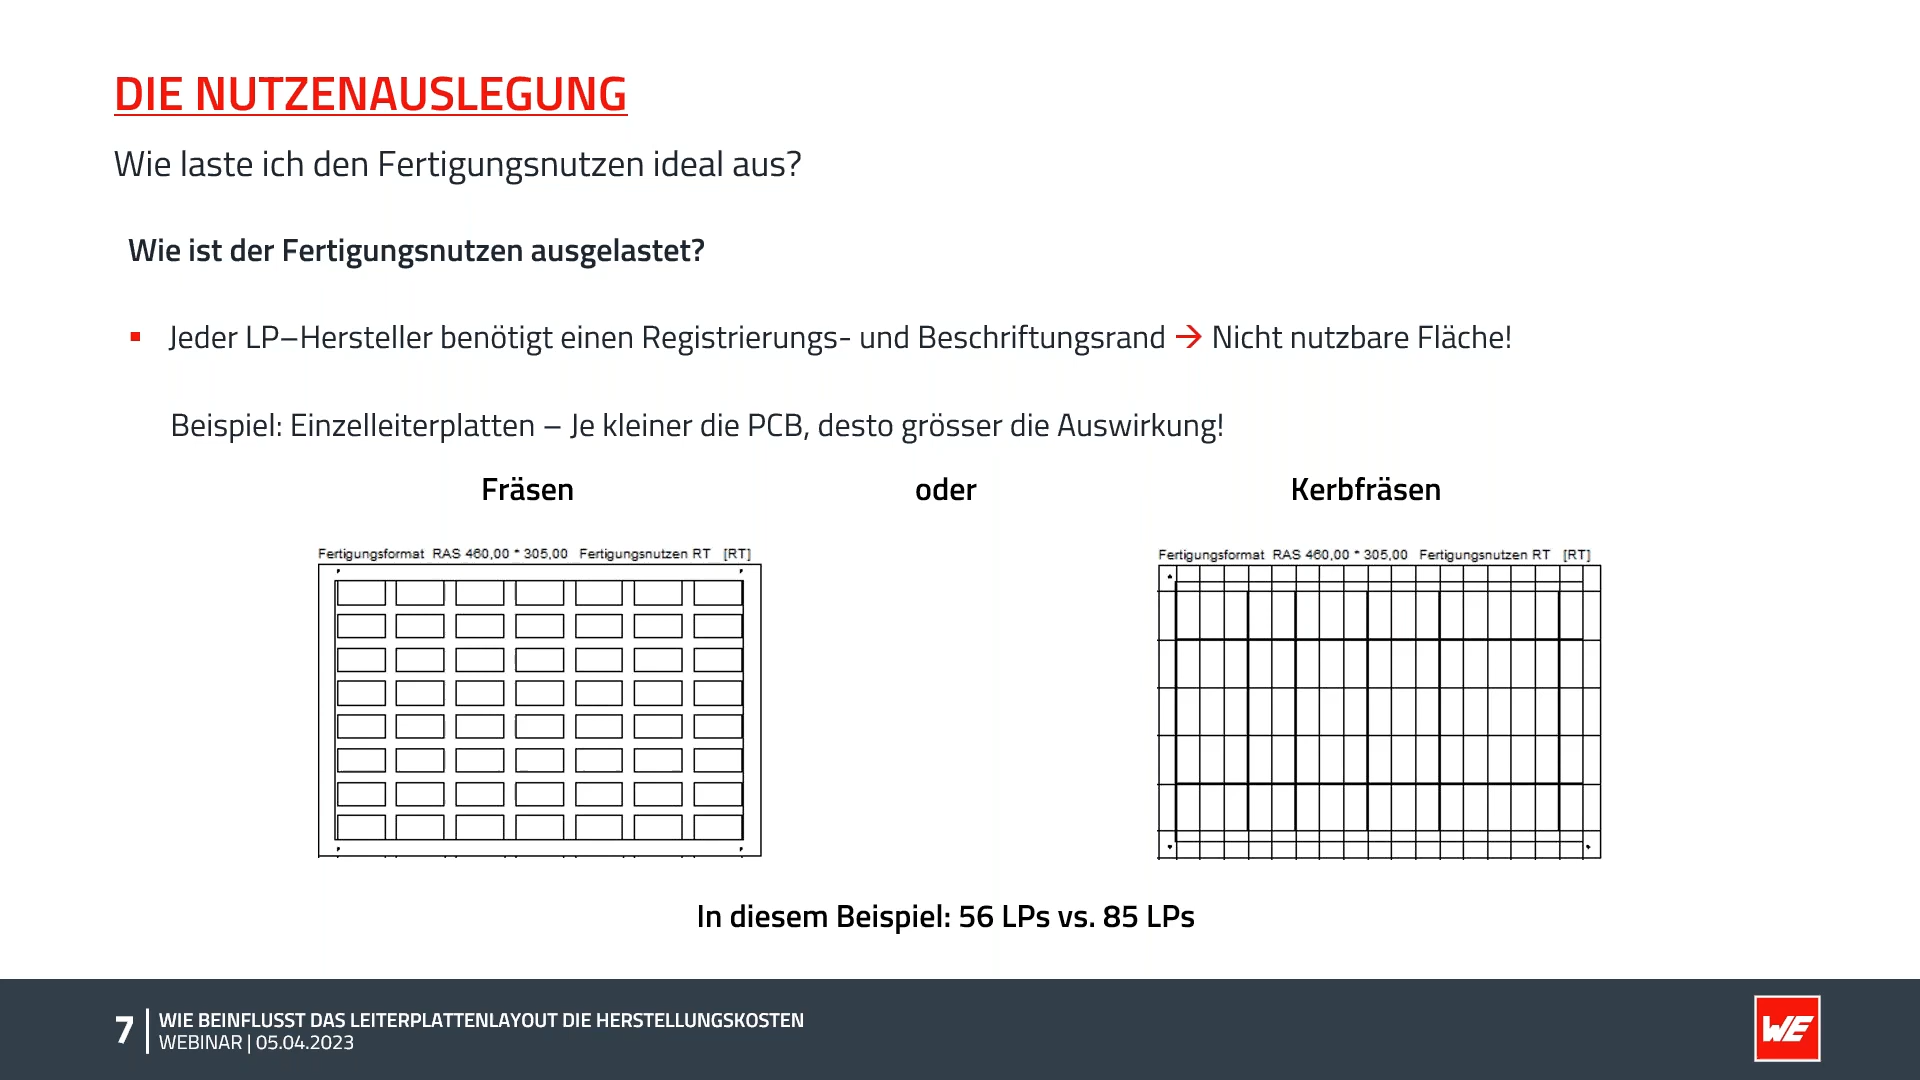 DIE NUTZENAUSLEGUNG
Wie laste ich den Fertigungsnutzen ideal aus?
Wie ist der Fertigungsnutzen ausgelastet?
▪ Jeder LP–Hersteller benötigt einen Registrierungs- und Beschriftungsrand → Nicht nutzbare Fläche!
Beispiel: Einzelleiterplatten – Je kleiner die PCB, desto grösser die Auswirkung!
Fräsen oder Kerbfräsen
Fertigungsformat RAS 460,00 * 305,00 Fertigungsnutzen RT [RT]
Fertigungsformat RAS 460,00 * 305,00 Fertigungsnutzen RT [RT]
In diesem Beispiel: 56 LPs vs. 85 LPs
7
WIE BEINFLUSST DAS LEITERPLATTENLAYOUT DIE HERSTELLUNGSKOSTEN
WEBINAR | 05.04.2023
WE